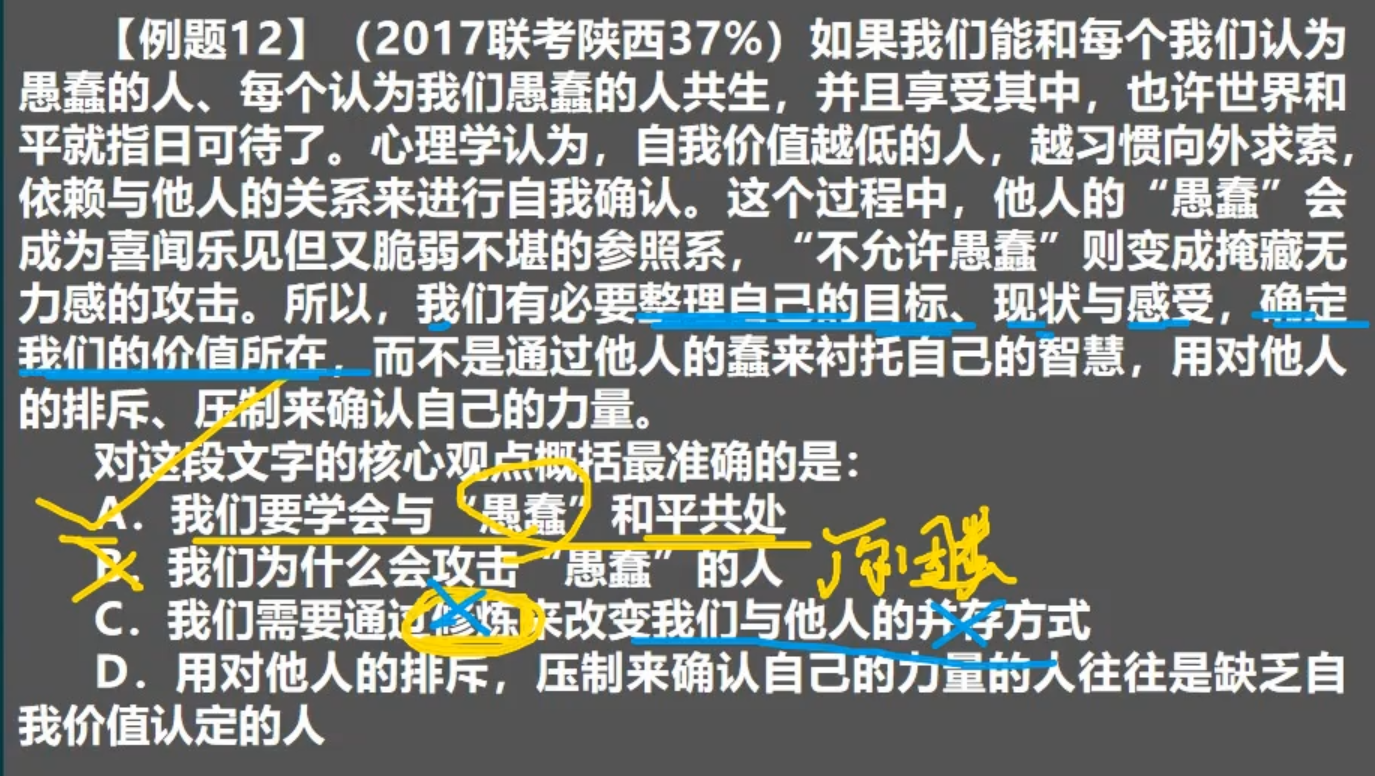 【例题12】（2017联考陕西37%）如果我们能和每个我们认为
愚蠢的人、每个认为我们愚蠢的人共生，并且享受其中，也许世界和
平就指日可待了。心理学认为，自我价值越低的人，越习惯向外求索，
依赖与他人的关系来进行自我确认。这个过程中，他人的“愚蠢”会
成为喜闻乐见但又脆弱不堪的参照系，“不允许愚蠢”则变成掩藏无
力感的攻击。所以，我们有必要整理自己的目标、现状与感受，确定
我们的价值所在，而不是通过他人的蠢来衬托自己的智慧，用对他人
的排斥、压制来确认自己的力量。
对这段文字的核心观点概括最准确的是：
A．我们要学会与“愚蠢”和平共处
B．我们为什么会攻击“愚蠢”的人
C．我们需要通过修炼来改变我们与他人的并存方式
D．用对他人的排斥，压制来确认自己的力量的人往往是缺乏自
我价值认定的人